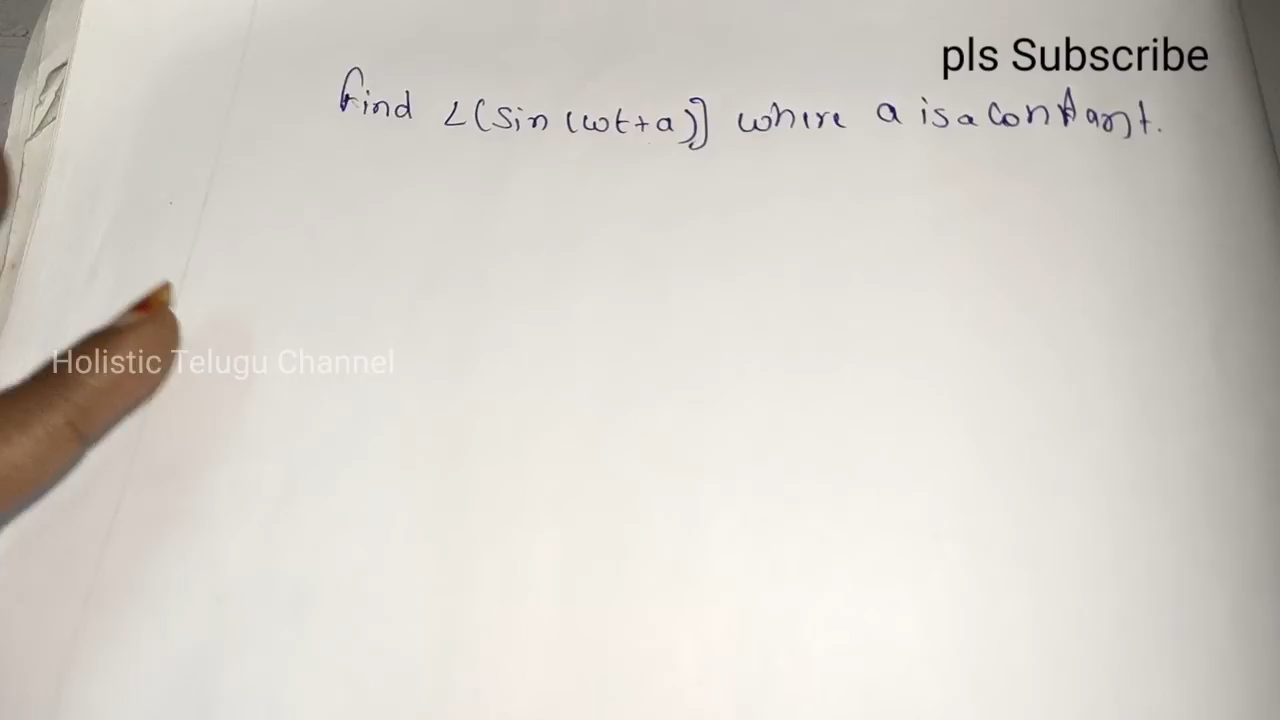 pls Subscribe
Find L(Sin (ωt+a)] where a is a constant.
Holistic Telugu Channel